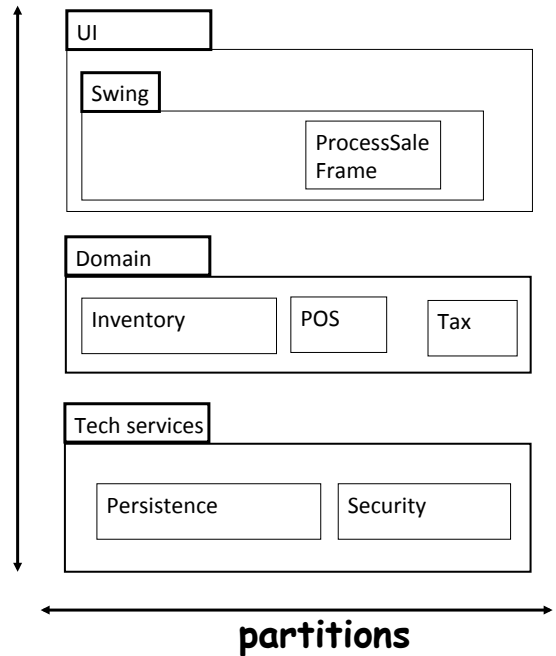 UI
Swing
ProcessSale
Frame
Domain
Inventory
POS
Tax
Tech services
Persistence
Security
partitions